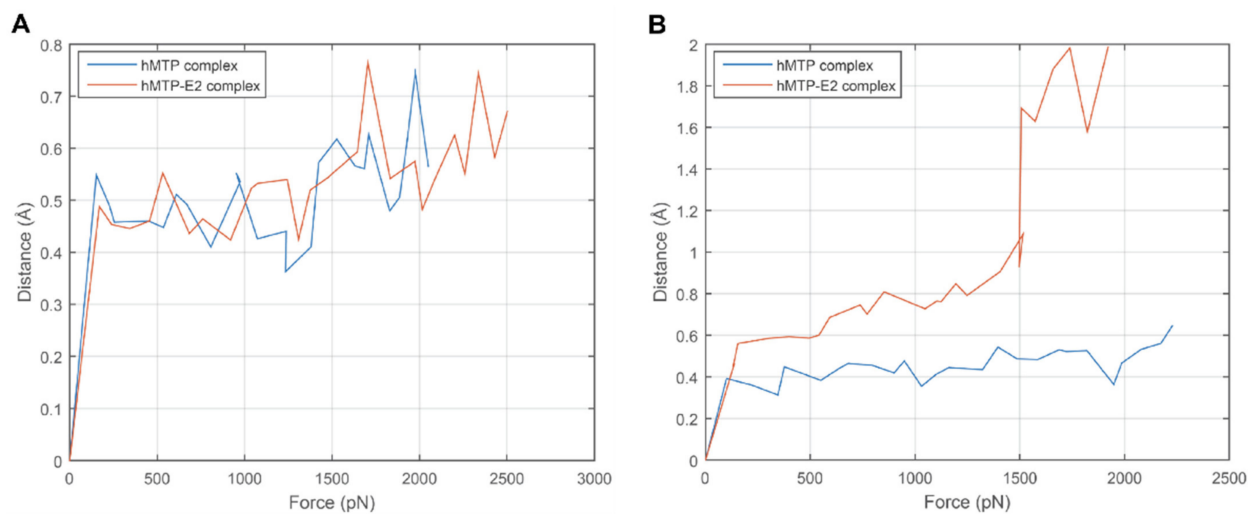 A
hMTP complex
hMTP-E2 complex
0.8
0.7
0.6
0.5
0.4
0.3
0.2
0.1
0
Distance (Å)
0 500 1000 1500 2000 2500 3000
Force (pN)
B
hMTP complex
hMTP-E2 complex
2
1.8
1.6
1.4
1.2
1
0.8
0.6
0.4
0.2
0
Distance (Å)
0 500 1000 1500 2000 2500
Force (pN)